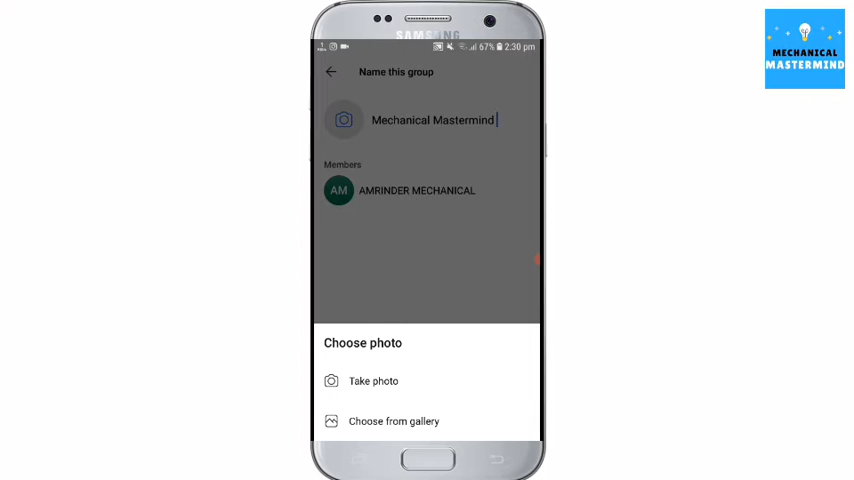 SAMSUNG
67% 2:30 pm
Name this group
Mechanical Mastermind
Members
AM AMRINDER MECHANICAL
Choose photo
Take photo
Choose from gallery
MECHANICAL
MASTERMIND